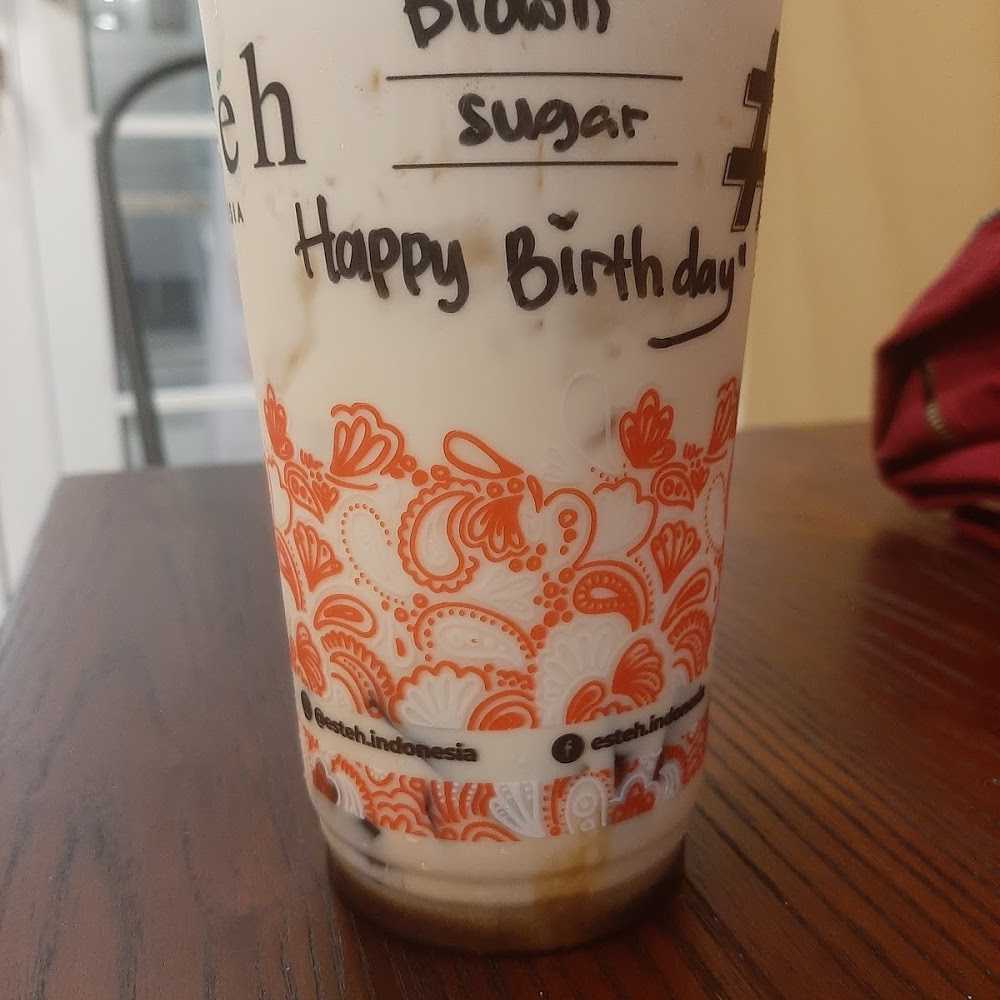 Brown
sugar
éh
Happy Birthday
@esteh.indonesia
esteh.indonesia